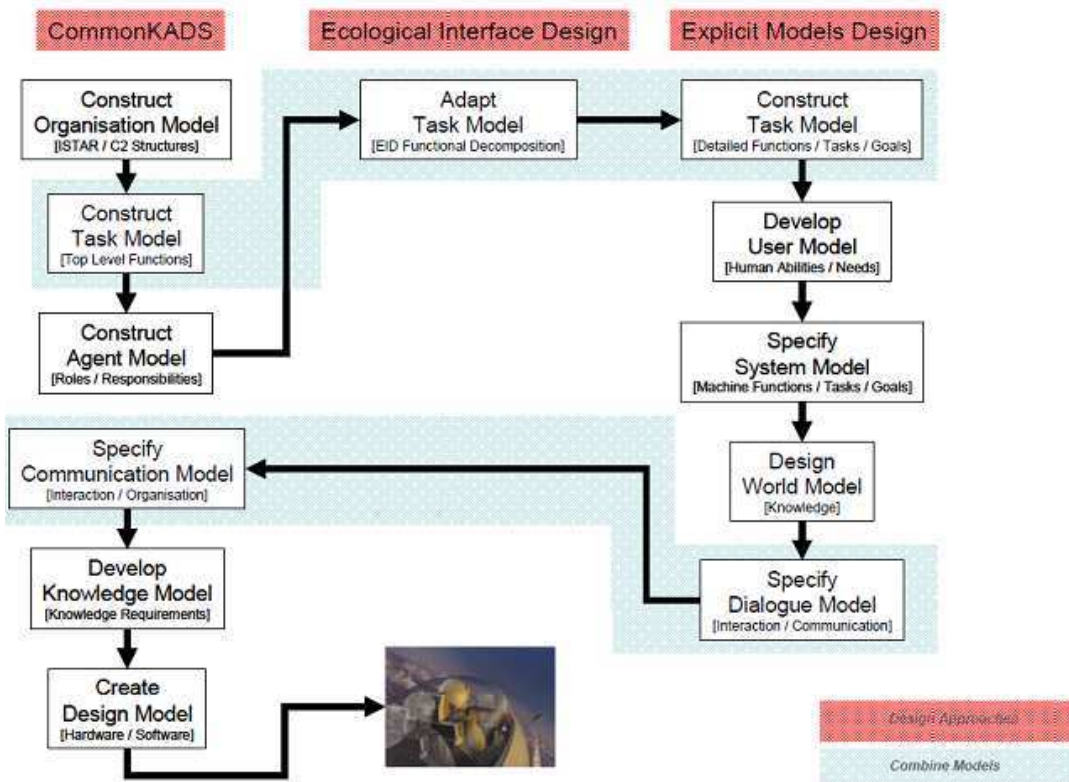 CommonKADS
Ecological Interface Design
Explicit Models Design
Construct
Organisation Model
[ISTAR / C2 Structures]
Adapt
Task Model
[EID Functional Decomposition]
Construct
Task Model
[Detailed Functions / Tasks / Goals]
Construct
Task Model
[Top Level Functions]
Develop
User Model
[Human Abilities / Needs]
Construct
Agent Model
[Roles / Responsibilities]
Specify
System Model
[Machine Functions / Tasks / Goals]
Specify
Communication Model
[Interaction / Organisation]
Design
World Model
[Knowledge]
Develop
Knowledge Model
[Knowledge Requirements]
Specify
Dialogue Model
[Interaction / Communication]
Create
Design Model
[Hardware / Software]
Design Approaches
Combine Models